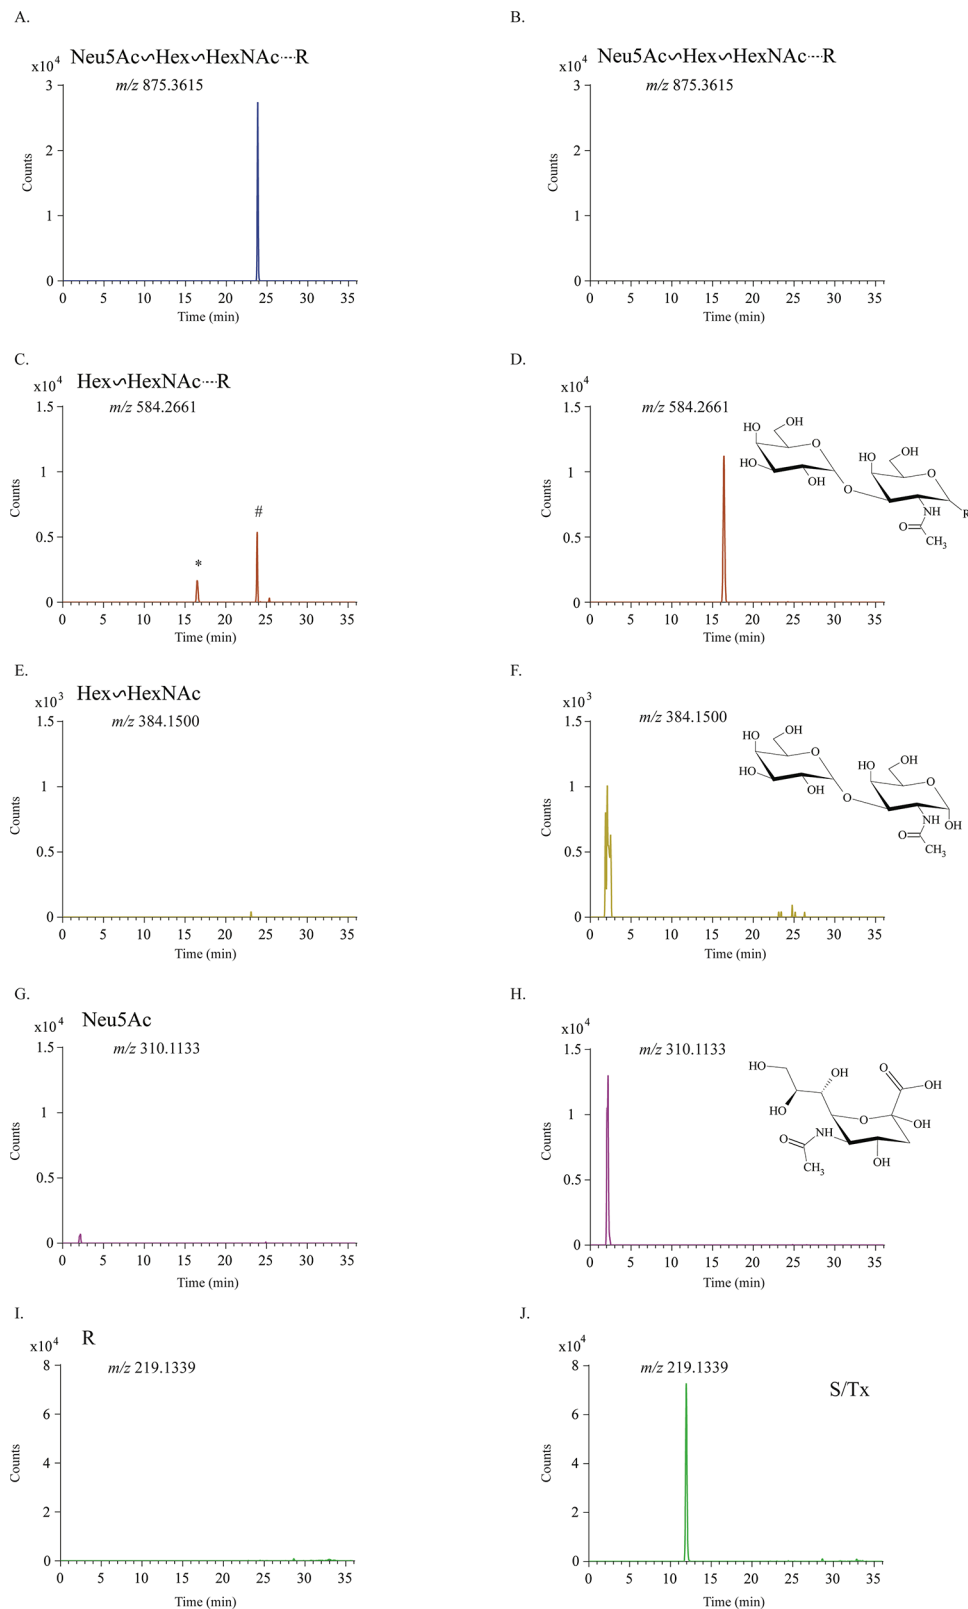 A.
Neu5Ac∽Hex∽HexNAc···R
x10⁴
m/z 875.3615
3
2
1
0
Counts
0 5 10 15 20 25 30 35
Time (min)
B.
Neu5Ac∽Hex∽HexNAc···R
x10⁴
m/z 875.3615
3
2
1
0
Counts
0 5 10 15 20 25 30 35
Time (min)
C.
Hex∽HexNAc···R
x10⁴
m/z 584.2661
1.5
1
0.5
0
Counts
*
#
0 5 10 15 20 25 30 35
Time (min)
D.
x10⁴
m/z 584.2661
1.5
1
0.5
0
Counts
HO
OH
O
HO
OH
O
HO
OH
O
R
NH
O
CH₃
0 5 10 15 20 25 30 35
Time (min)
E.
Hex∽HexNAc
x10³
m/z 384.1500
1.5
1
0.5
0
Counts
0 5 10 15 20 25 30 35
Time (min)
F.
x10³
m/z 384.1500
1.5
1
0.5
0
Counts
HO
OH
O
HO
OH
O
HO
OH
O
NH
OH
O
CH₃
0 5 10 15 20 25 30 35
Time (min)
G.
Neu5Ac
x10⁴
m/z 310.1133
1.5
1
0.5
0
Counts
0 5 10 15 20 25 30 35
Time (min)
H.
x10⁴
m/z 310.1133
1.5
1
0.5
0
Counts
HO
OH
O
OH
HO
O
OH
NH
O
OH
CH₃
0 5 10 15 20 25 30 35
Time (min)
I.
R
x10⁴
m/z 219.1339
8
6
4
2
0
Counts
0 5 10 15 20 25 30 35
Time (min)
J.
x10⁴
m/z 219.1339
S/Tx
8
6
4
2
0
Counts
0 5 10 15 20 25 30 35
Time (min)